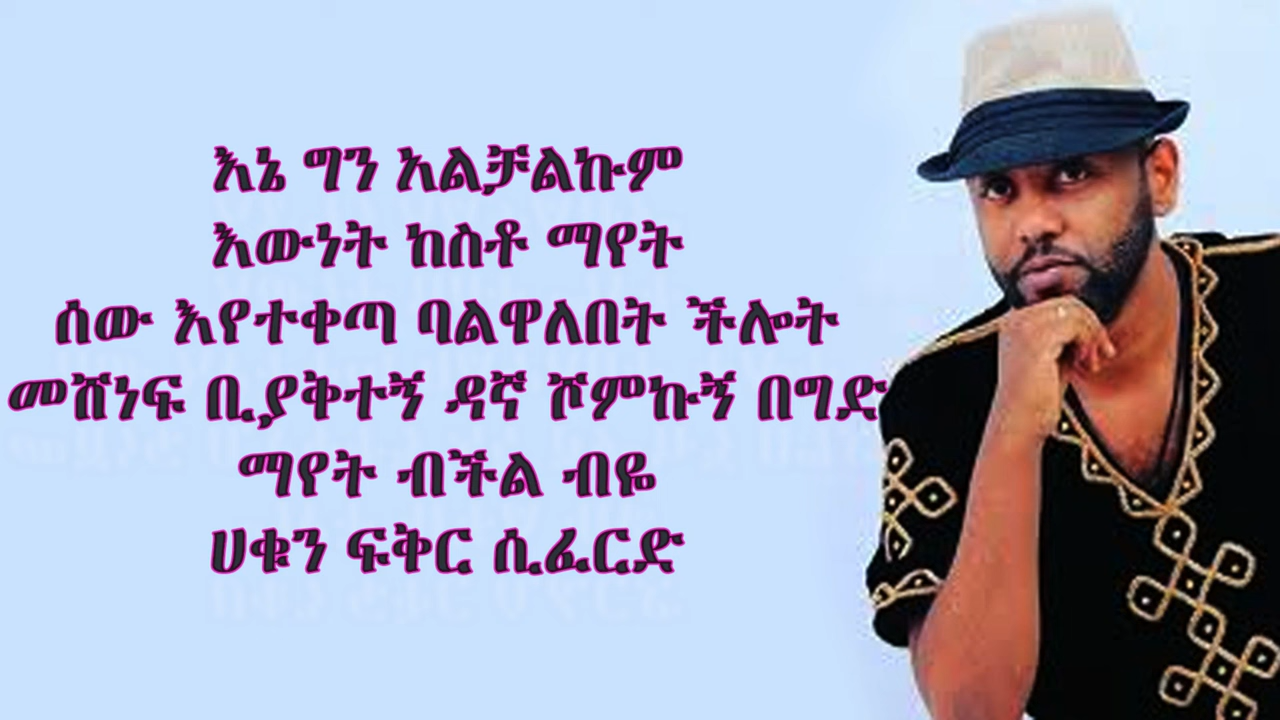 እኔ ግን አልቻልኩም
እውነት ከስቶ ማየት
ሰው እየተቀጣ ባልዋለበት ችሎት
መሸነፍ ቢያቅተኝ ዳኛ ሾምኩኝ በግድ
ማየት ብችል ብዬ
ሀቁን ፍቅር ሲፈርድ